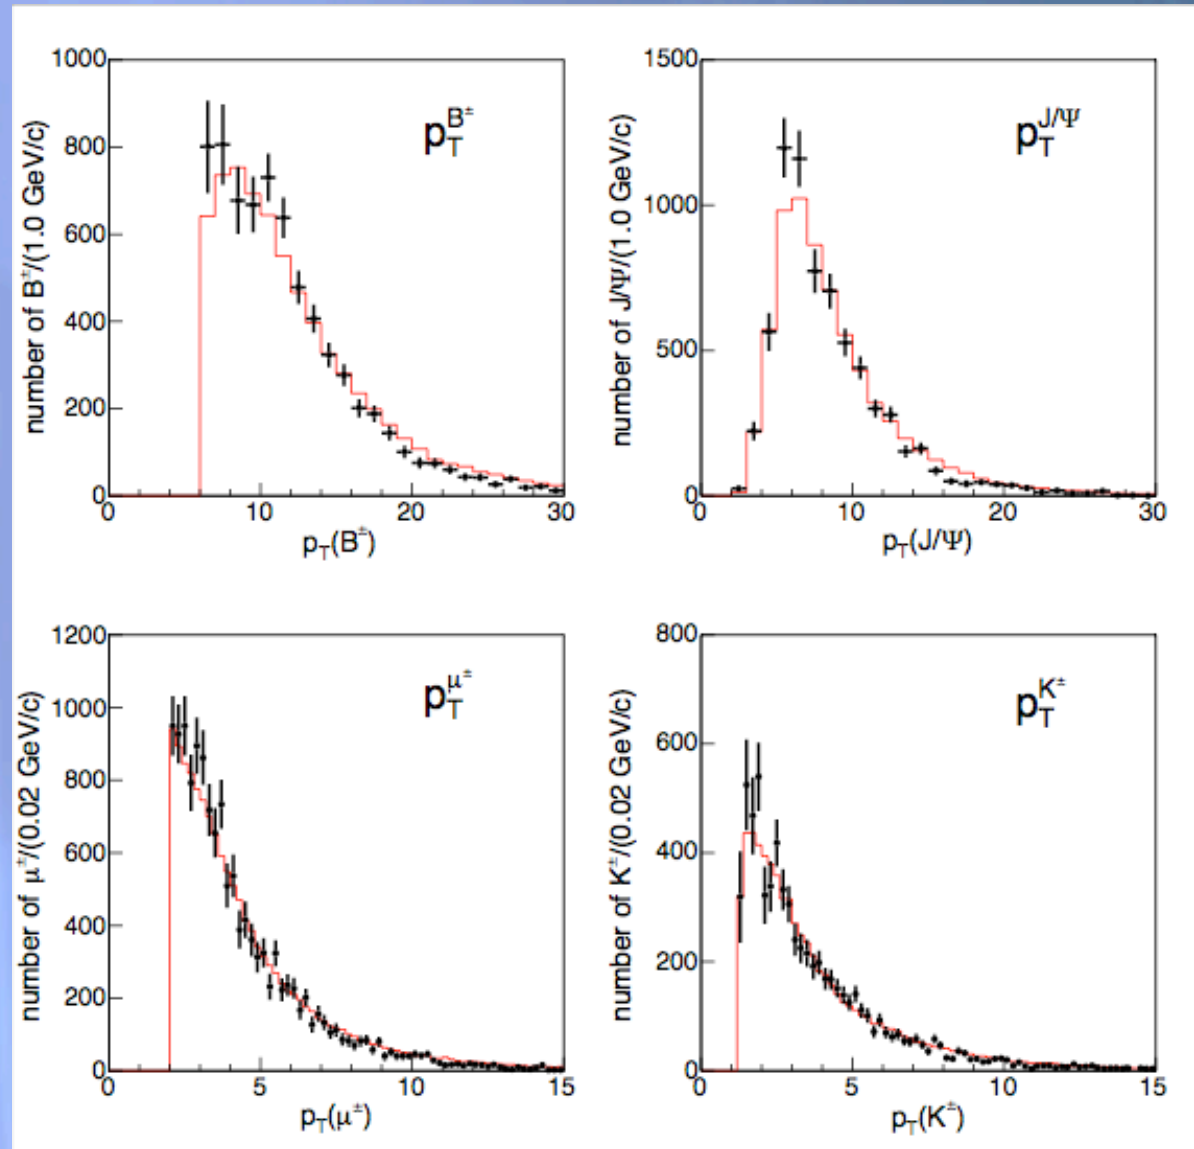 number of B±/(1.0 GeV/c)
1000
800
600
400
200
0
p_T^B±
0 10 20 30
p_T(B±)
number of J/Ψ/(1.0 GeV/c)
1500
1000
500
0
p_T^J/Ψ
0 10 20 30
p_T(J/Ψ)
number of μ±/(0.02 GeV/c)
1200
1000
800
600
400
200
0
p_T^μ±
0 5 10 15
p_T(μ±)
number of K±/(0.02 GeV/c)
800
600
400
200
0
p_T^K±
0 5 10 15
p_T(K±)